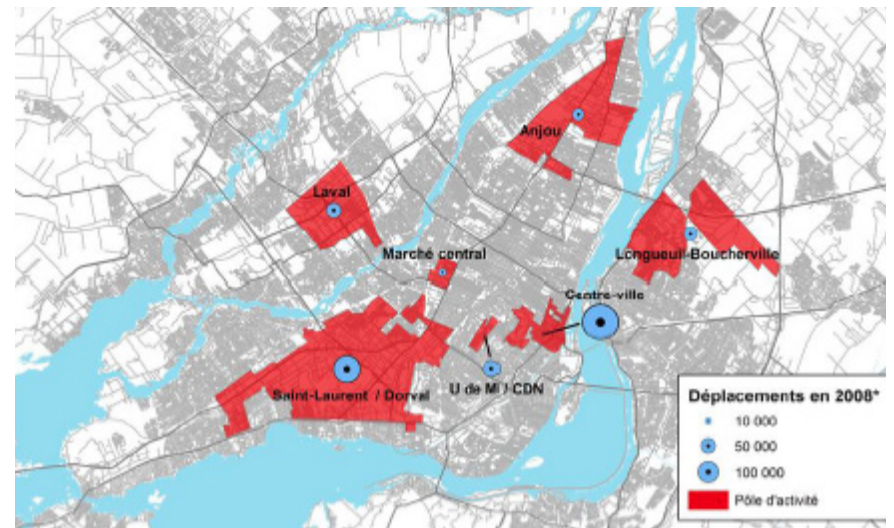 Anjou
Laval
Marché central
Longueuil-Boucherville
Centre-ville
Saint-Laurent / Dorval
U de M / CDN
Déplacements en 2008*
10 000
50 000
100 000
Pôle d'activité